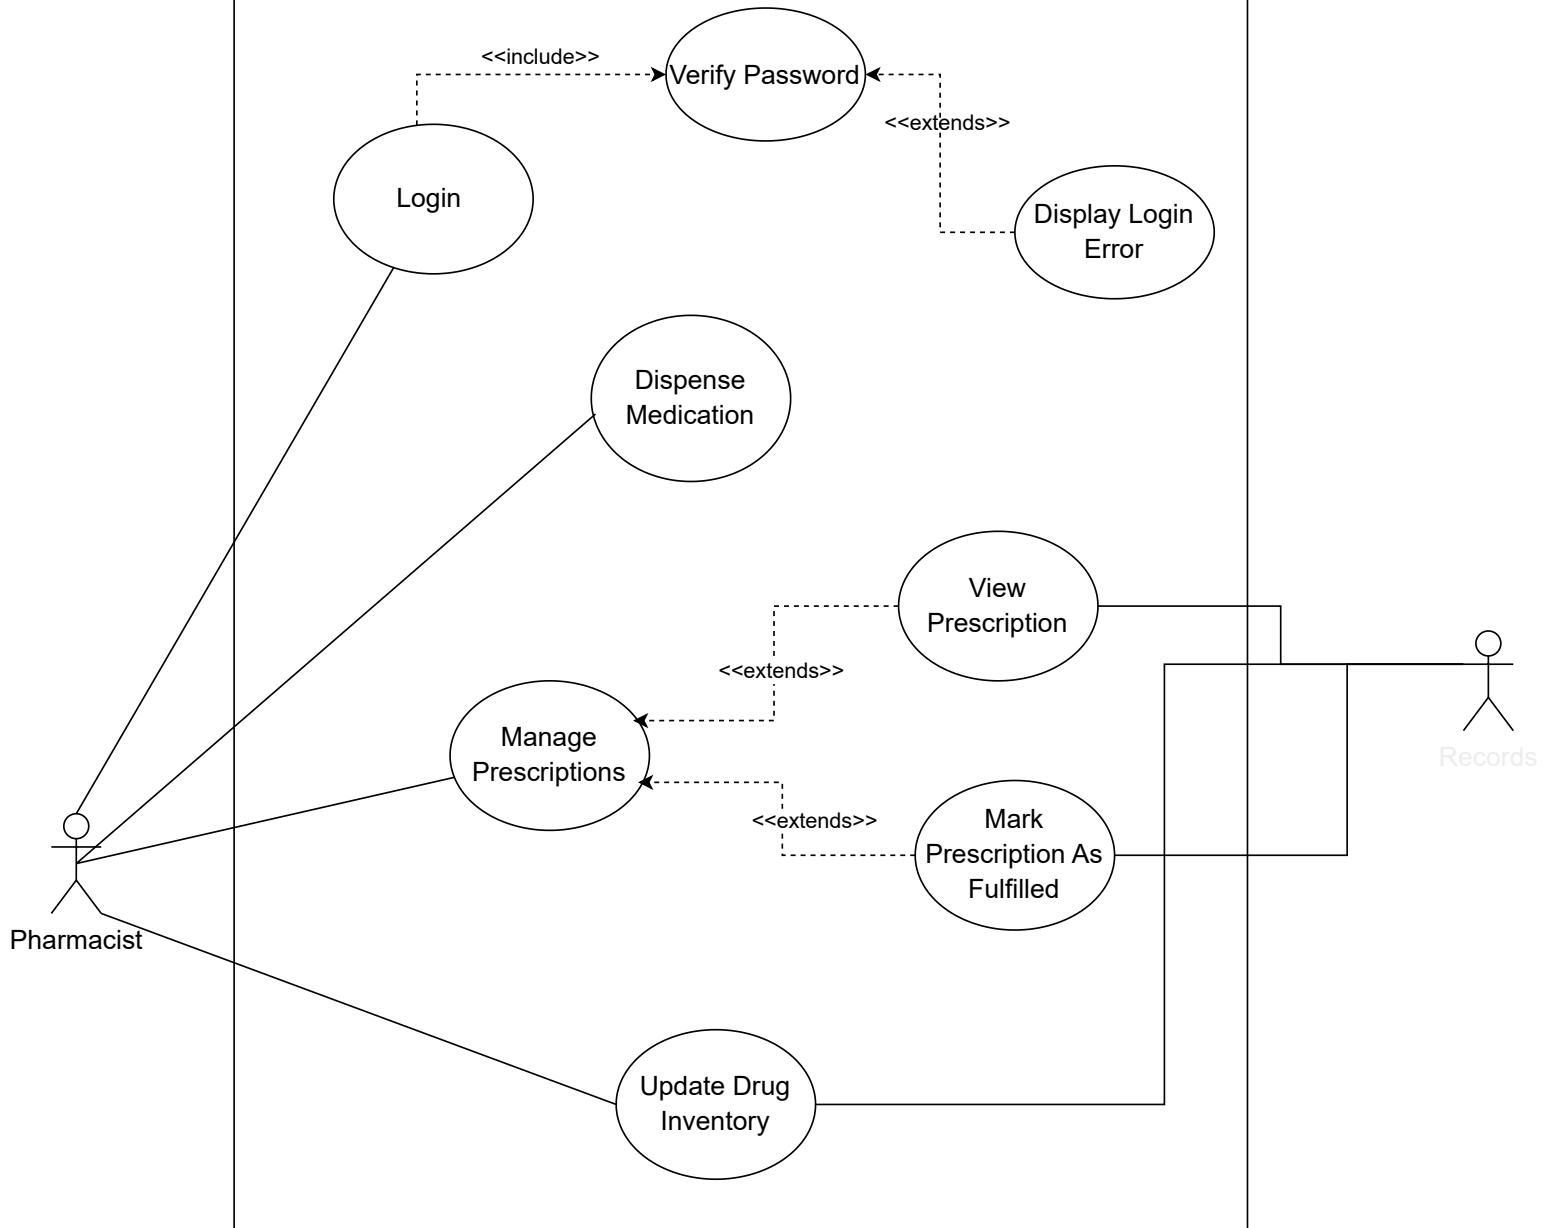 <<include>>
Verify Password
<<extends>>
Login
Display Login
Error
Dispense
Medication
View
Prescription
<<extends>>
Manage
Prescriptions
Records
<<extends>>
Mark
Prescription As
Fulfilled
Pharmacist
Update Drug
Inventory